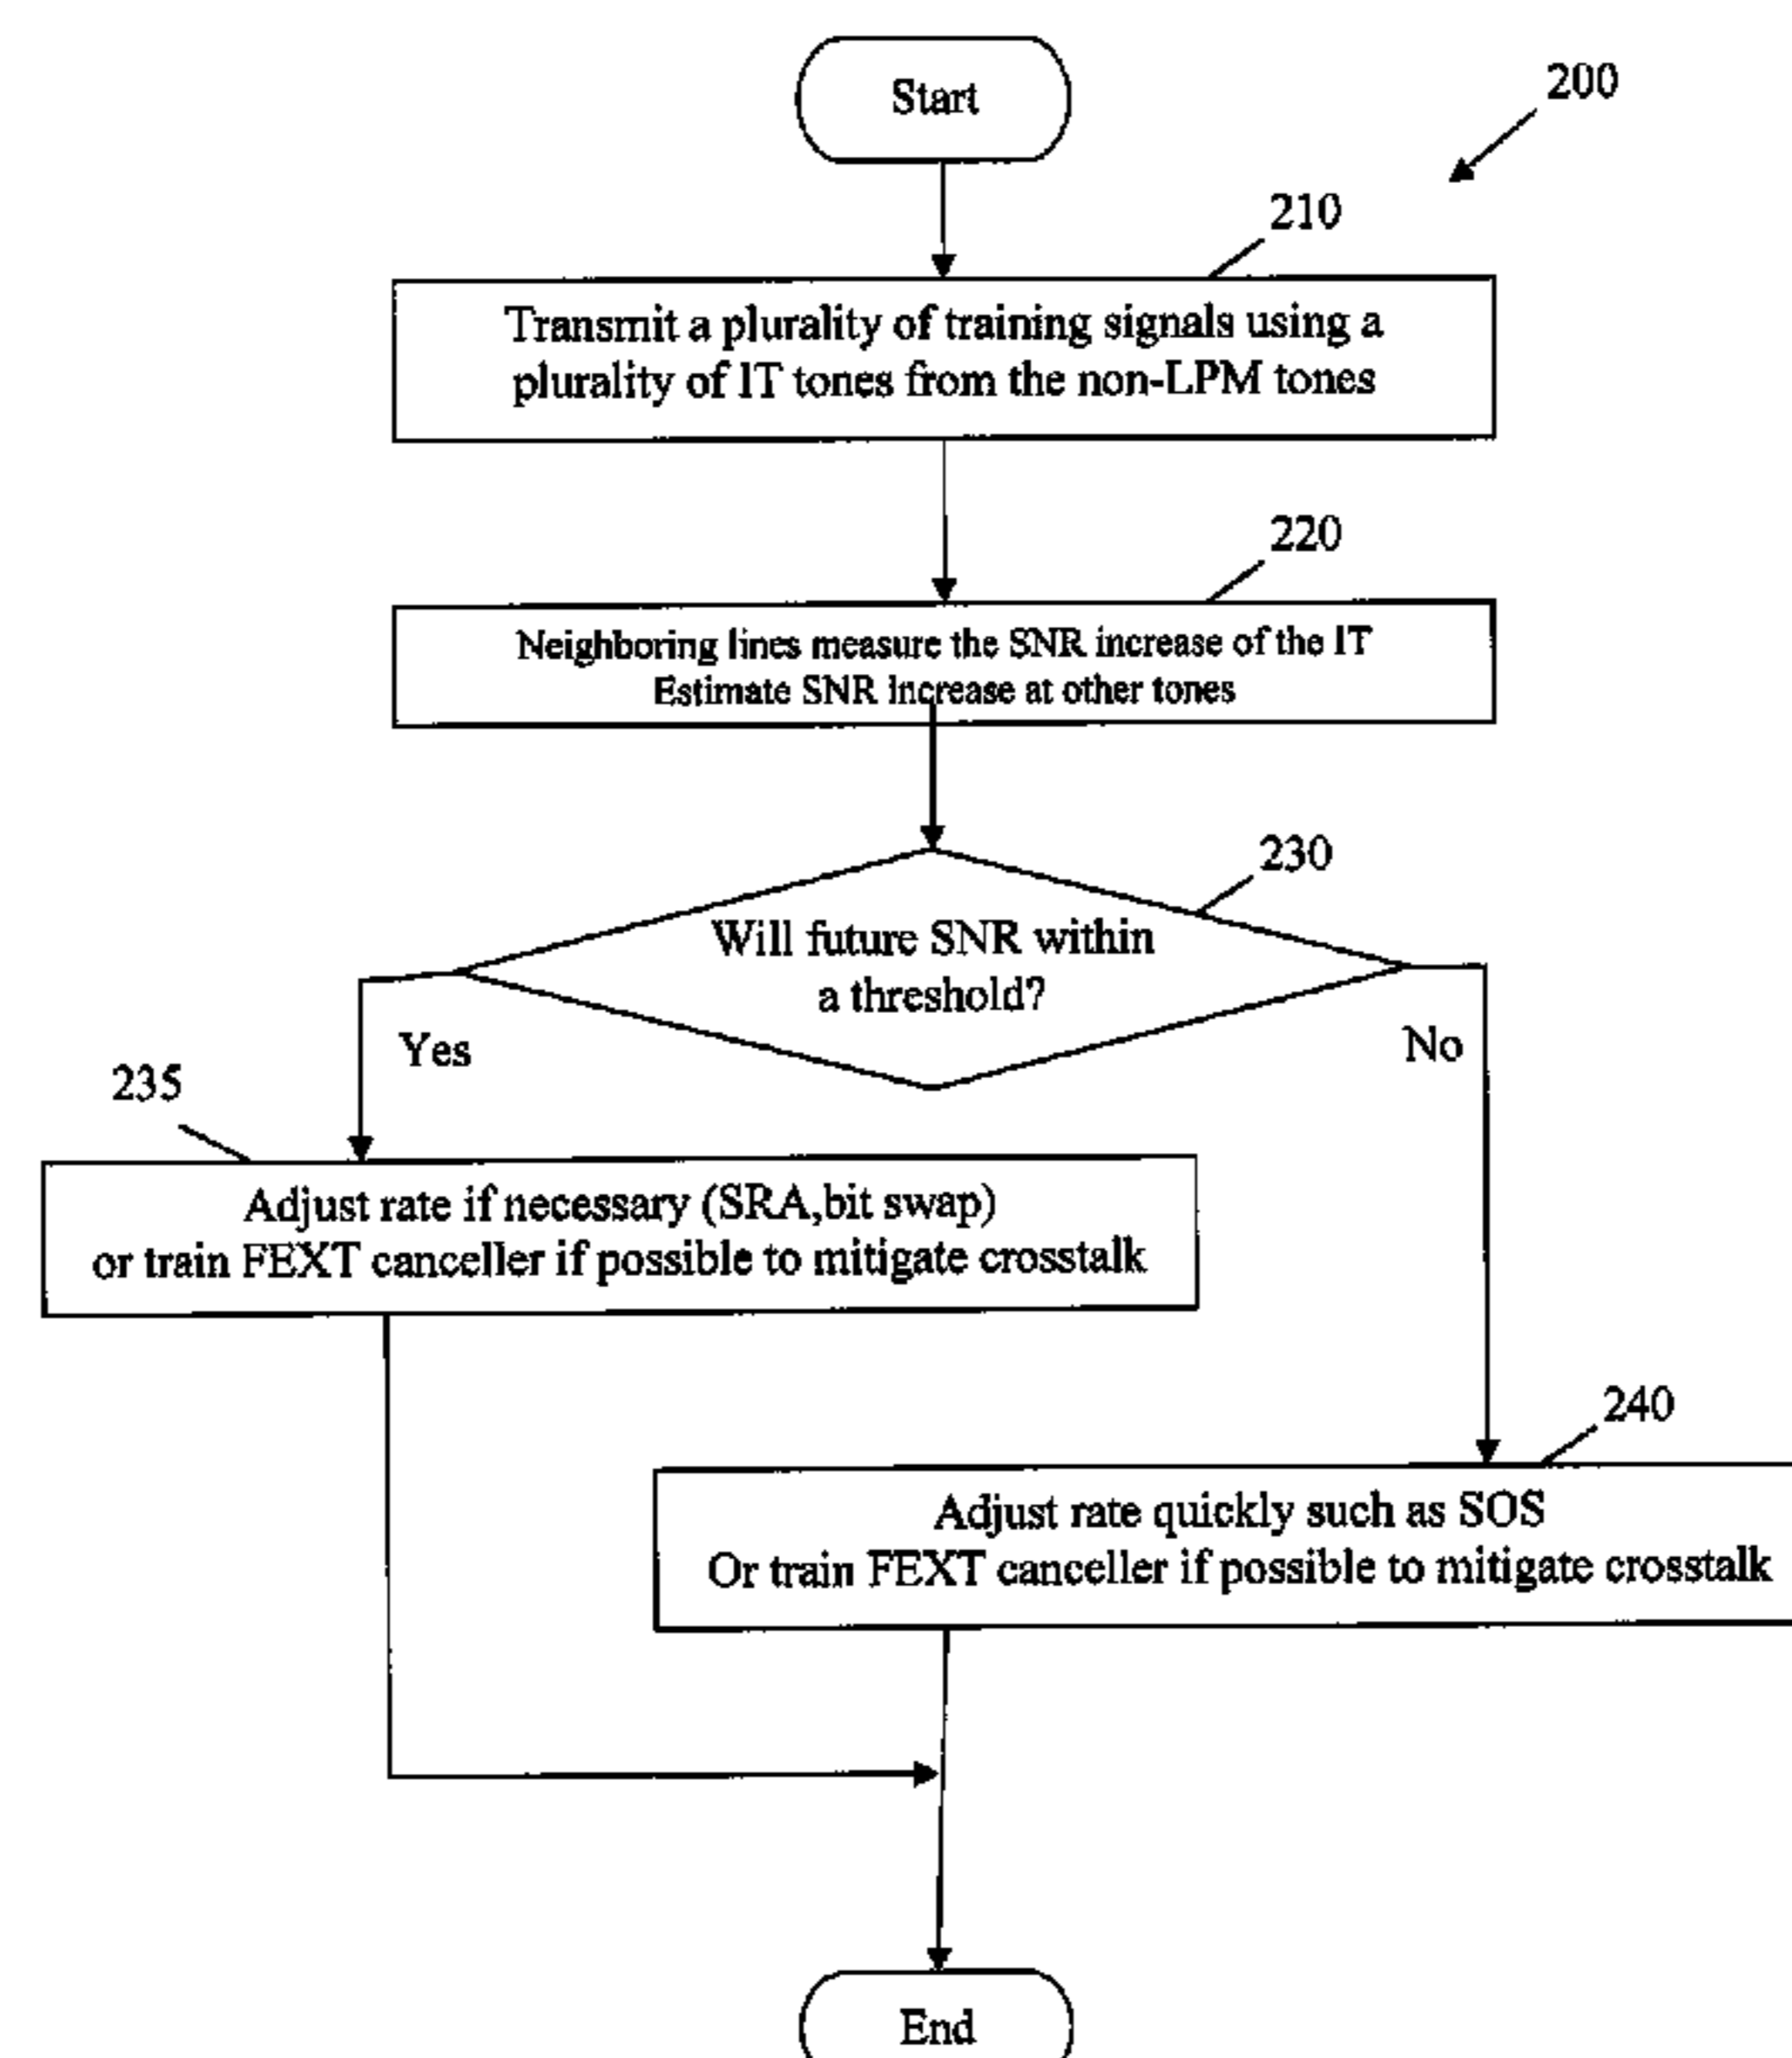 Start
200
210
Transmit a plurality of training signals using a
plurality of IT tones from the non-LPM tones
220
Neighboring lines measure the SNR increase of the IT
Estimate SNR increase at other tones
230
Will future SNR within
a threshold?
Yes
No
235
Adjust rate if necessary (SRA,bit swap)
or train FEXT canceller if possible to mitigate crosstalk
240
Adjust rate quickly such as SOS
Or train FEXT canceller if possible to mitigate crosstalk
End